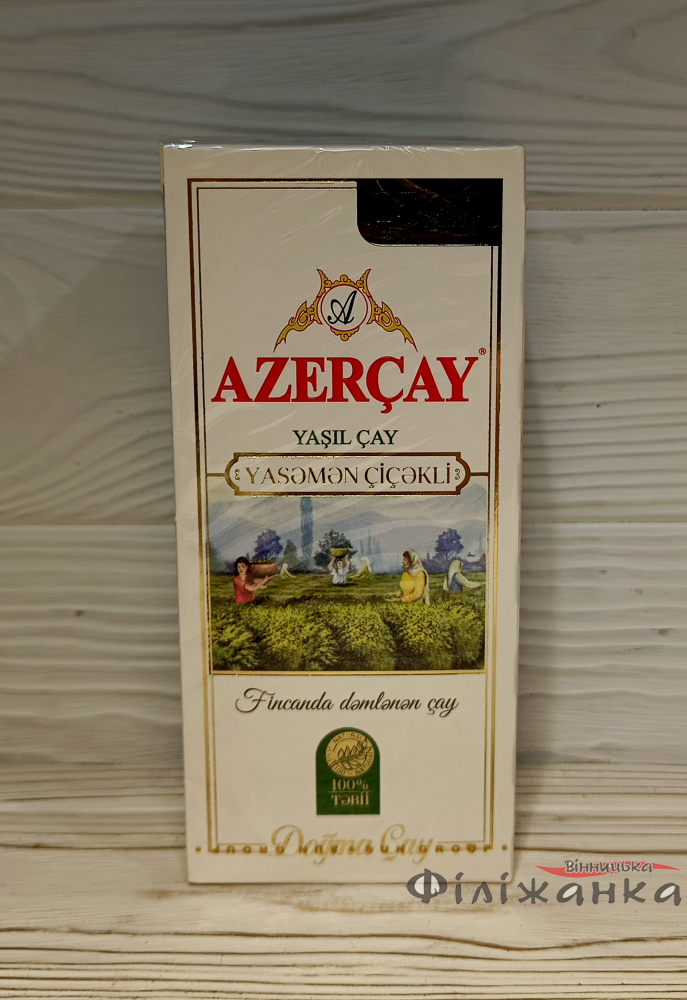 A
AZERÇAY®
YAŞIL ÇAY
YASƏMƏN ÇİÇƏKLİ
Fincanda dəmlənən çay
100%
TƏBİİ
Doğma Çay
Вінницька
Філіжанка